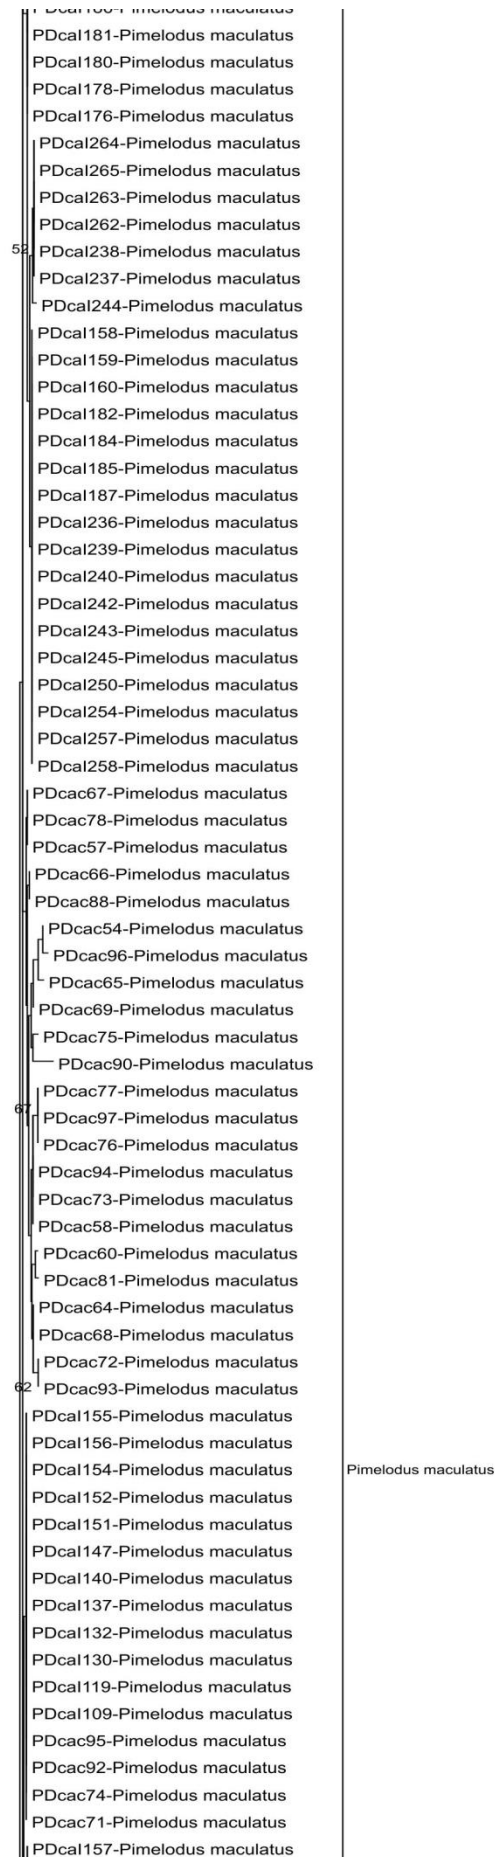 PDcal181-Pimelodus maculatus
PDcal180-Pimelodus maculatus
PDcal178-Pimelodus maculatus
PDcal176-Pimelodus maculatus
PDcal264-Pimelodus maculatus
PDcal265-Pimelodus maculatus
PDcal263-Pimelodus maculatus
PDcal262-Pimelodus maculatus
52
PDcal238-Pimelodus maculatus
PDcal237-Pimelodus maculatus
PDcal244-Pimelodus maculatus
PDcal158-Pimelodus maculatus
PDcal159-Pimelodus maculatus
PDcal160-Pimelodus maculatus
PDcal182-Pimelodus maculatus
PDcal184-Pimelodus maculatus
PDcal185-Pimelodus maculatus
PDcal187-Pimelodus maculatus
PDcal236-Pimelodus maculatus
PDcal239-Pimelodus maculatus
PDcal240-Pimelodus maculatus
PDcal242-Pimelodus maculatus
PDcal243-Pimelodus maculatus
PDcal245-Pimelodus maculatus
PDcal250-Pimelodus maculatus
PDcal254-Pimelodus maculatus
PDcal257-Pimelodus maculatus
PDcal258-Pimelodus maculatus
PDcac67-Pimelodus maculatus
PDcac78-Pimelodus maculatus
PDcac57-Pimelodus maculatus
PDcac66-Pimelodus maculatus
PDcac88-Pimelodus maculatus
PDcac54-Pimelodus maculatus
PDcac96-Pimelodus maculatus
PDcac65-Pimelodus maculatus
PDcac69-Pimelodus maculatus
PDcac75-Pimelodus maculatus
PDcac90-Pimelodus maculatus
PDcac77-Pimelodus maculatus
67
PDcac97-Pimelodus maculatus
PDcac76-Pimelodus maculatus
PDcac94-Pimelodus maculatus
PDcac73-Pimelodus maculatus
PDcac58-Pimelodus maculatus
PDcac60-Pimelodus maculatus
PDcac81-Pimelodus maculatus
PDcac64-Pimelodus maculatus
PDcac68-Pimelodus maculatus
PDcac72-Pimelodus maculatus
62
PDcac93-Pimelodus maculatus
PDcal155-Pimelodus maculatus
PDcal156-Pimelodus maculatus
PDcal154-Pimelodus maculatus
Pimelodus maculatus
PDcal152-Pimelodus maculatus
PDcal151-Pimelodus maculatus
PDcal147-Pimelodus maculatus
PDcal140-Pimelodus maculatus
PDcal137-Pimelodus maculatus
PDcal132-Pimelodus maculatus
PDcal130-Pimelodus maculatus
PDcal119-Pimelodus maculatus
PDcal109-Pimelodus maculatus
PDcac95-Pimelodus maculatus
PDcac92-Pimelodus maculatus
PDcac74-Pimelodus maculatus
PDcac71-Pimelodus maculatus
PDcal157-Pimelodus maculatus